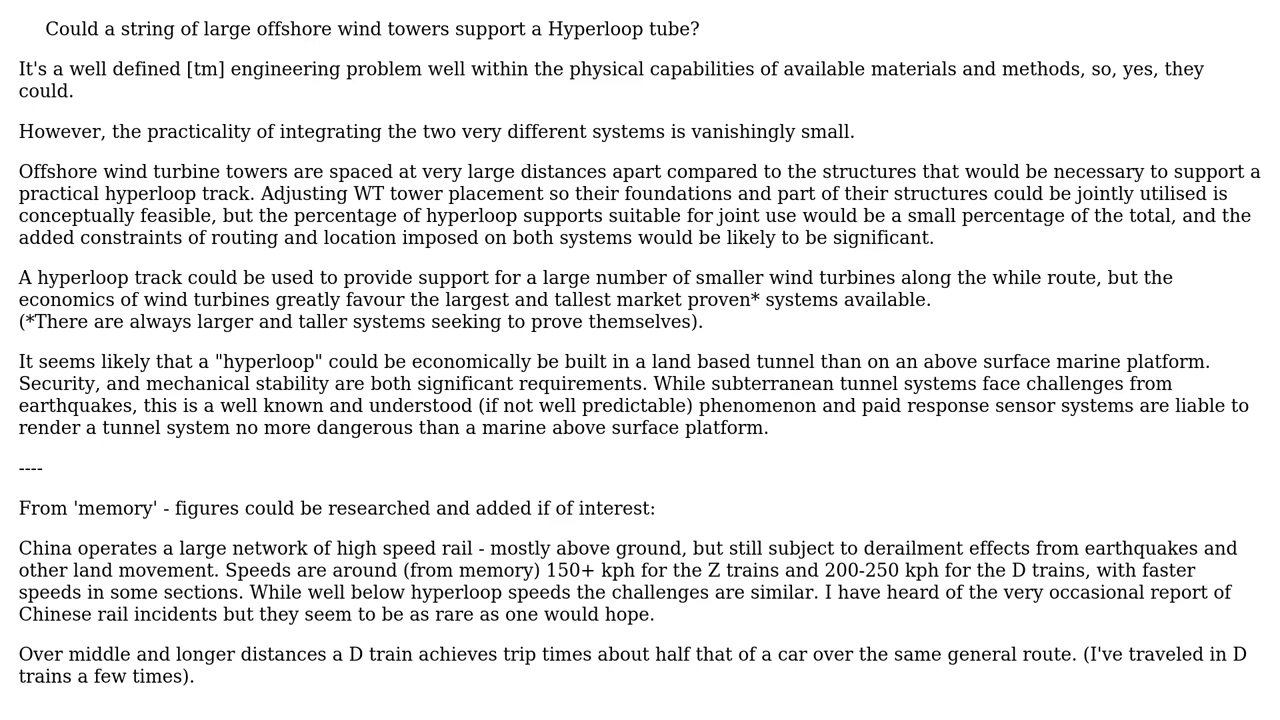 Could a string of large offshore wind towers support a Hyperloop tube?
It's a well defined [tm] engineering problem well within the physical capabilities of available materials and methods, so, yes, they
could.
However, the practicality of integrating the two very different systems is vanishingly small.
Offshore wind turbine towers are spaced at very large distances apart compared to the structures that would be necessary to support a
practical hyperloop track. Adjusting WT tower placement so their foundations and part of their structures could be jointly utilised is
conceptually feasible, but the percentage of hyperloop supports suitable for joint use would be a small percentage of the total, and the
added constraints of routing and location imposed on both systems would be likely to be significant.
A hyperloop track could be used to provide support for a large number of smaller wind turbines along the while route, but the
economics of wind turbines greatly favour the largest and tallest market proven* systems available.
(*There are always larger and taller systems seeking to prove themselves).
It seems likely that a "hyperloop" could be economically be built in a land based tunnel than on an above surface marine platform.
Security, and mechanical stability are both significant requirements. While subterranean tunnel systems face challenges from
earthquakes, this is a well known and understood (if not well predictable) phenomenon and paid response sensor systems are liable to
render a tunnel system no more dangerous than a marine above surface platform.
----
From 'memory' - figures could be researched and added if of interest:
China operates a large network of high speed rail - mostly above ground, but still subject to derailment effects from earthquakes and
other land movement. Speeds are around (from memory) 150+ kph for the Z trains and 200-250 kph for the D trains, with faster
speeds in some sections. While well below hyperloop speeds the challenges are similar. I have heard of the very occasional report of
Chinese rail incidents but they seem to be as rare as one would hope.
Over middle and longer distances a D train achieves trip times about half that of a car over the same general route. (I've traveled in D
trains a few times).